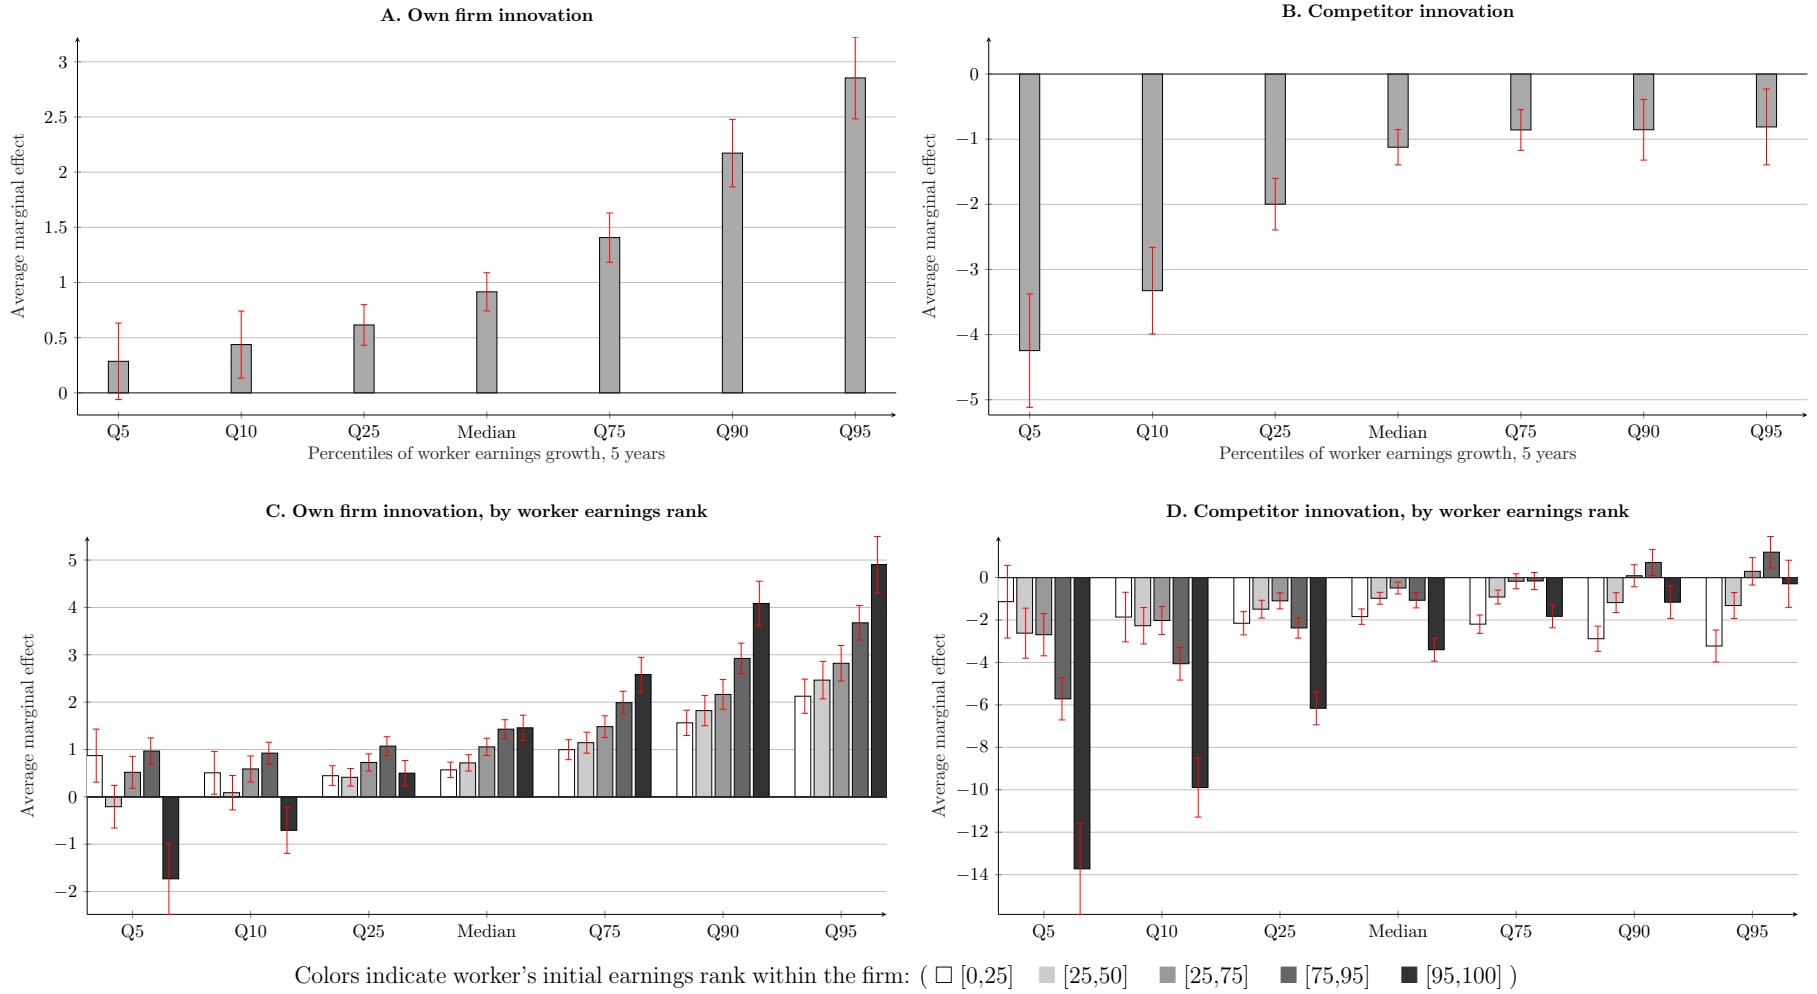 A. Own firm innovation
Average marginal effect
3
2.5
2
1.5
1
0.5
0
Q5 Q10 Q25 Median Q75 Q90 Q95
Percentiles of worker earnings growth, 5 years
B. Competitor innovation
Average marginal effect
0
−1
−2
−3
−4
−5
Q5 Q10 Q25 Median Q75 Q90 Q95
Percentiles of worker earnings growth, 5 years
C. Own firm innovation, by worker earnings rank
Average marginal effect
5
4
3
2
1
0
−1
−2
Q5 Q10 Q25 Median Q75 Q90 Q95
D. Competitor innovation, by worker earnings rank
Average marginal effect
0
−2
−4
−6
−8
−10
−12
−14
Q5 Q10 Q25 Median Q75 Q90 Q95
Colors indicate worker's initial earnings rank within the firm: ( [0,25] [25,50] [25,75] [75,95] [95,100] )